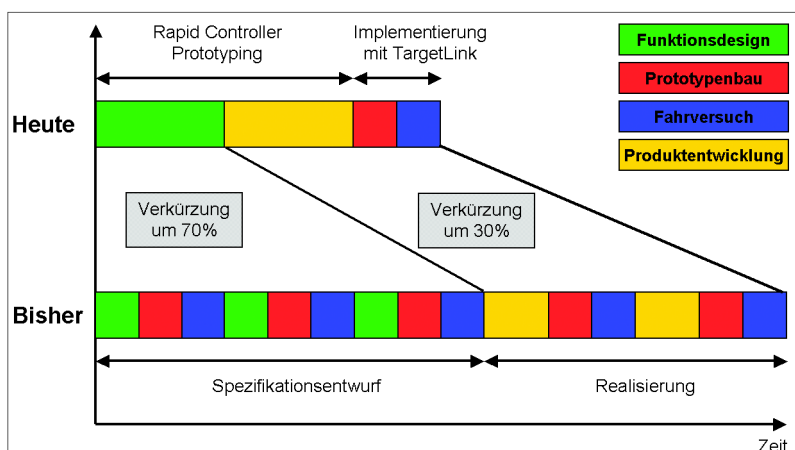 Rapid Controller
Prototyping
Implementierung
mit TargetLink
Funktionsdesign
Prototypenbau
Fahrversuch
Produktentwicklung
Heute
Verkürzung
um 70%
Verkürzung
um 30%
Bisher
Spezifikationsentwurf
Realisierung
Zeit